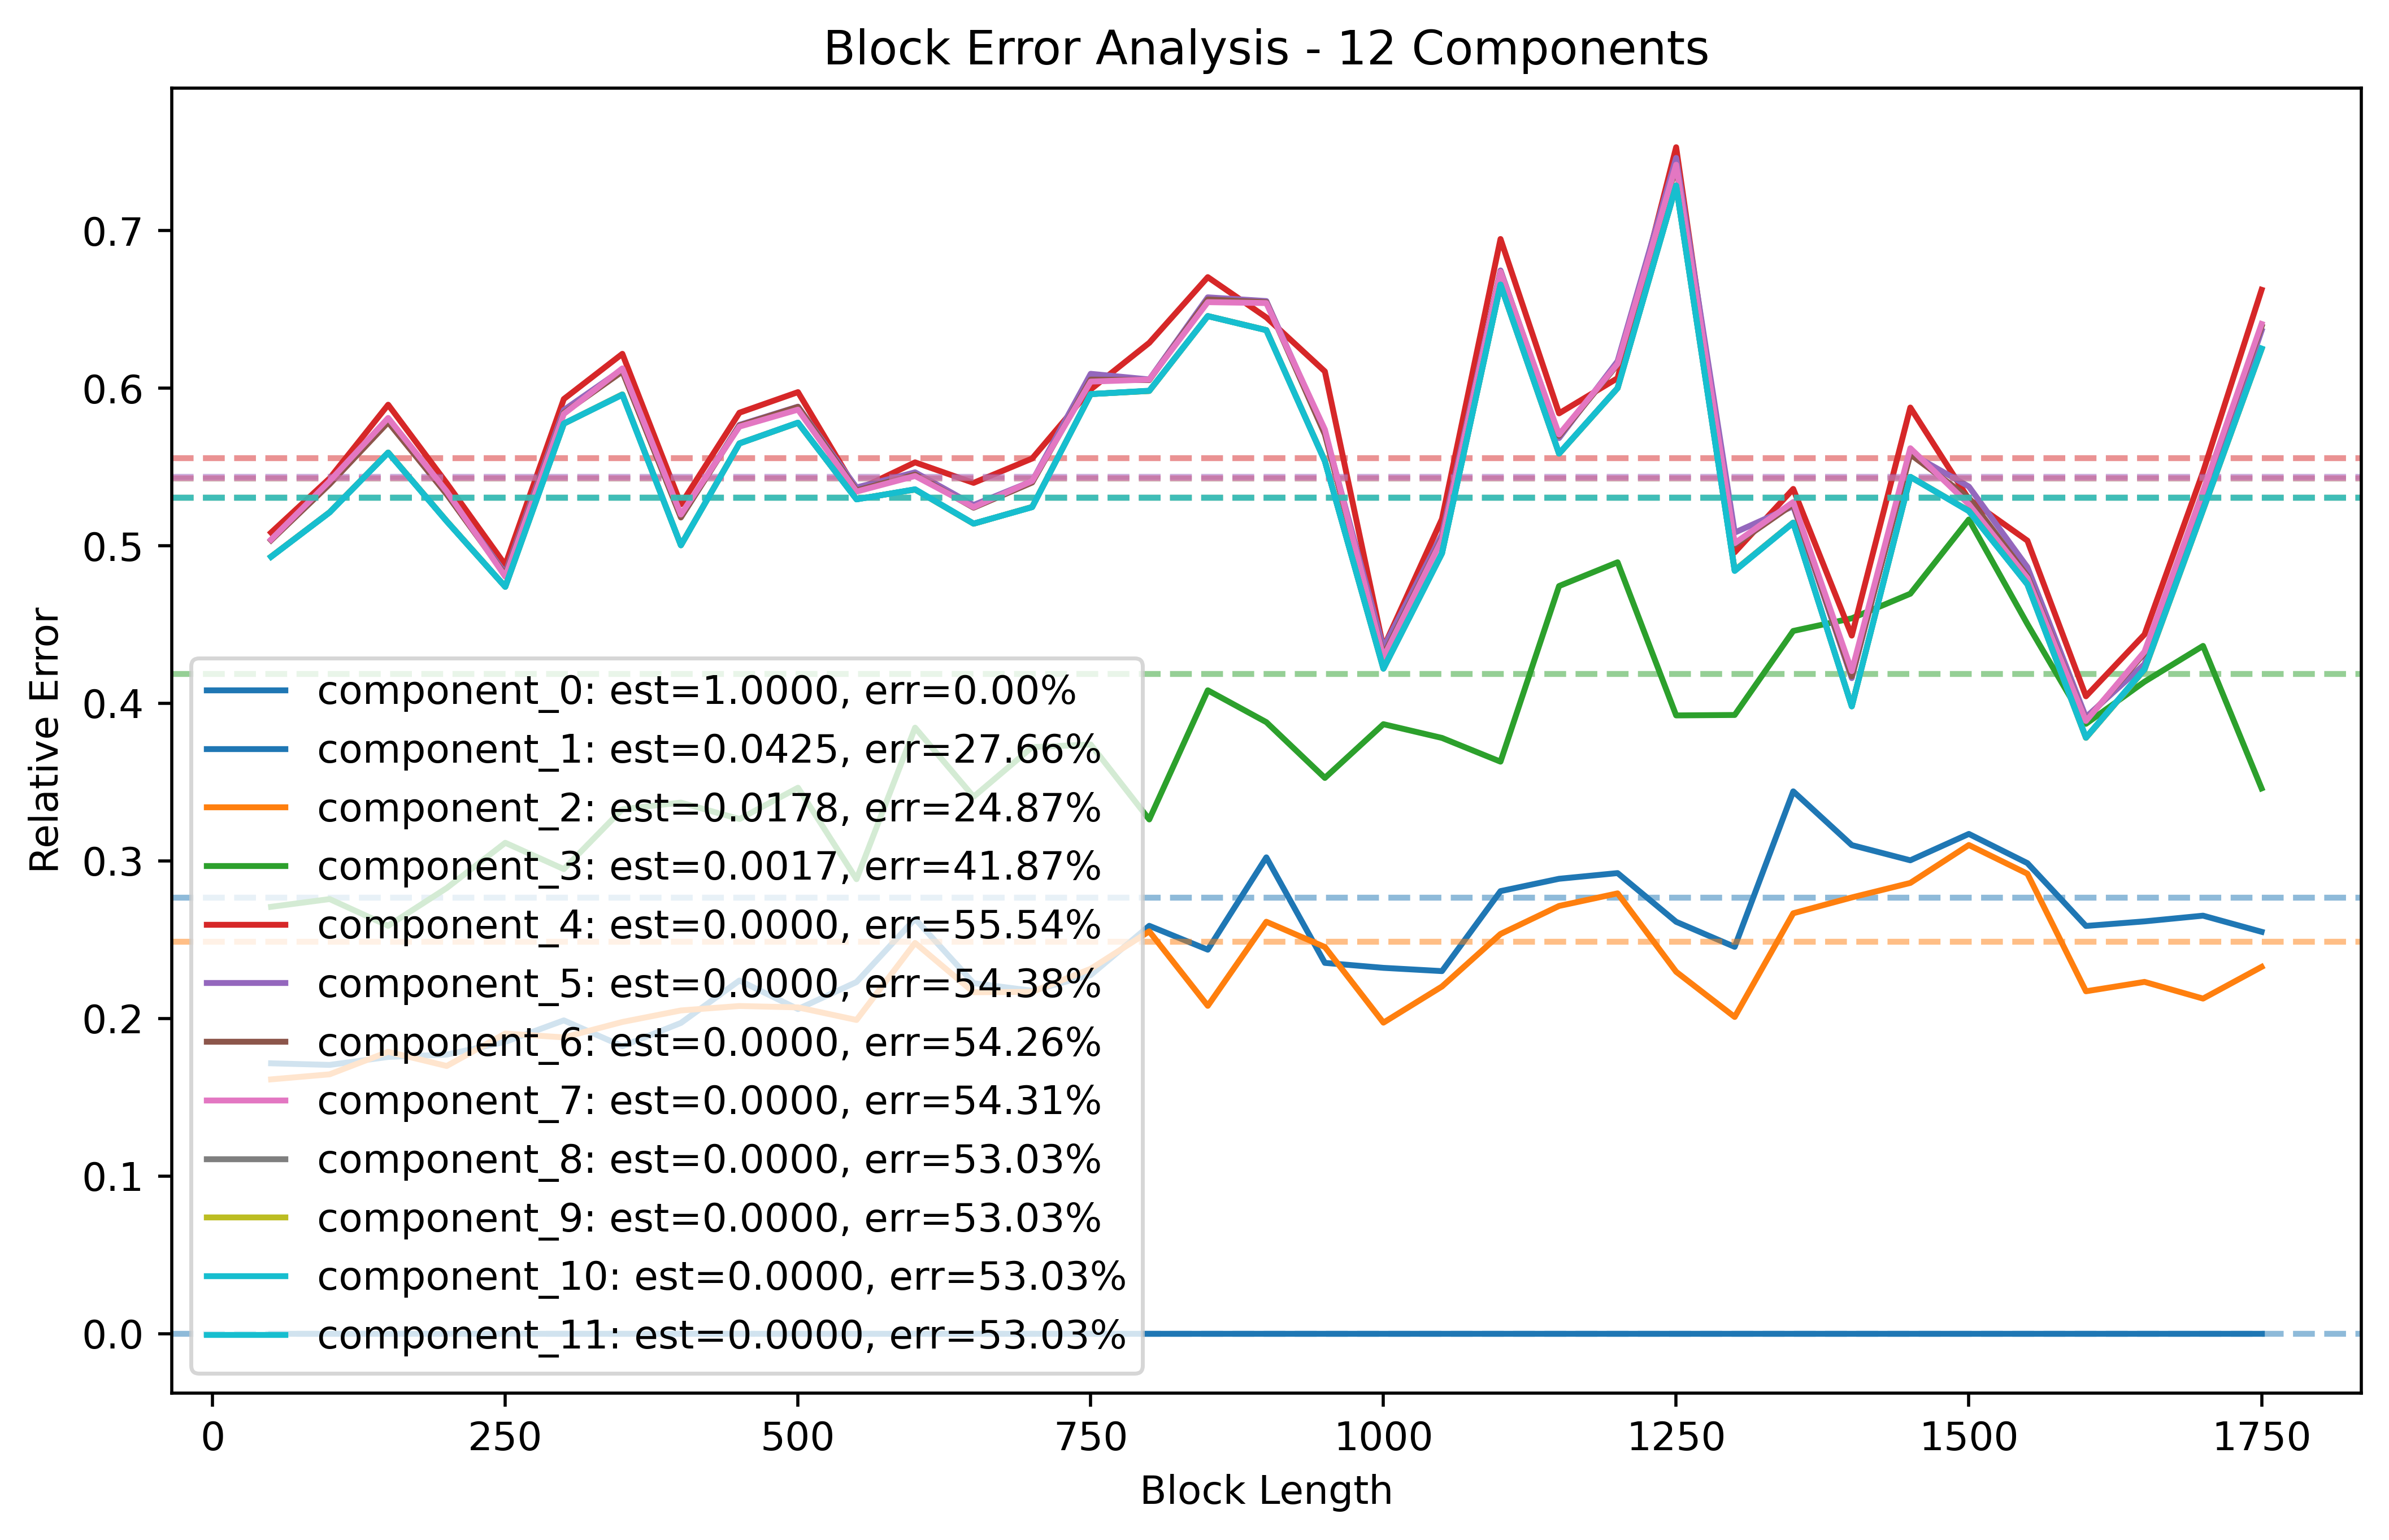 Block Error Analysis - 12 Components
Relative Error
0.7
0.6
0.5
0.4
0.3
0.2
0.1
0.0
component_0: est=1.0000, err=0.00%
component_1: est=0.0425, err=27.66%
component_2: est=0.0178, err=24.87%
component_3: est=0.0017, err=41.87%
component_4: est=0.0000, err=55.54%
component_5: est=0.0000, err=54.38%
component_6: est=0.0000, err=54.26%
component_7: est=0.0000, err=54.31%
component_8: est=0.0000, err=53.03%
component_9: est=0.0000, err=53.03%
component_10: est=0.0000, err=53.03%
component_11: est=0.0000, err=53.03%
0 250 500 750 1000 1250 1500 1750
Block Length